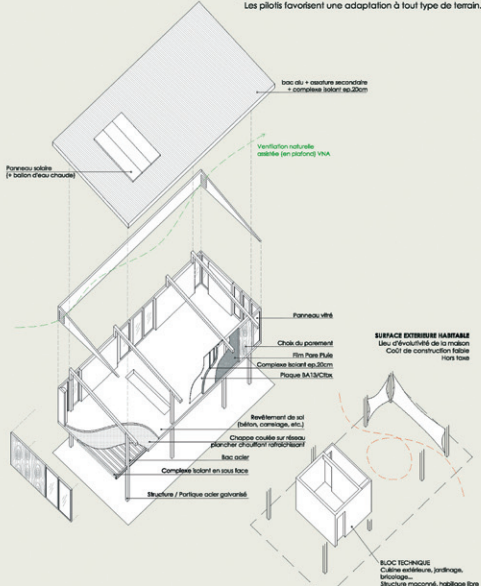 Les pilotis favorisent une adaptation à tout type de terrain.
bac alu + ossature secondaire
+ complexe isolant ep.20cm
Ventilation naturelle
assistée (en plafond) VNA
Panneau solaire
(+ ballon d'eau chaude)
Panneau vitré
Choix du parement
Film Pare Pluie
Complexe isolant ep.20cm
Plaque BA13/Ctbx
SURFACE EXTERIEURE HABITABLE
Lieu d'évolutivité de la maison
Coût de construction faible
Hors taxe
Revêtement de sol
(béton, carrelage, etc.)
Chappe coulée sur réseau
plancher chauffant rafraichissant
Bac acier
Complexe isolant en sous face
Structure / Portique acier galvanisé
BLOC TECHNIQUE
Cuisine extérieure, jardinage,
bricolage...
Structure maçonné, habillage libre